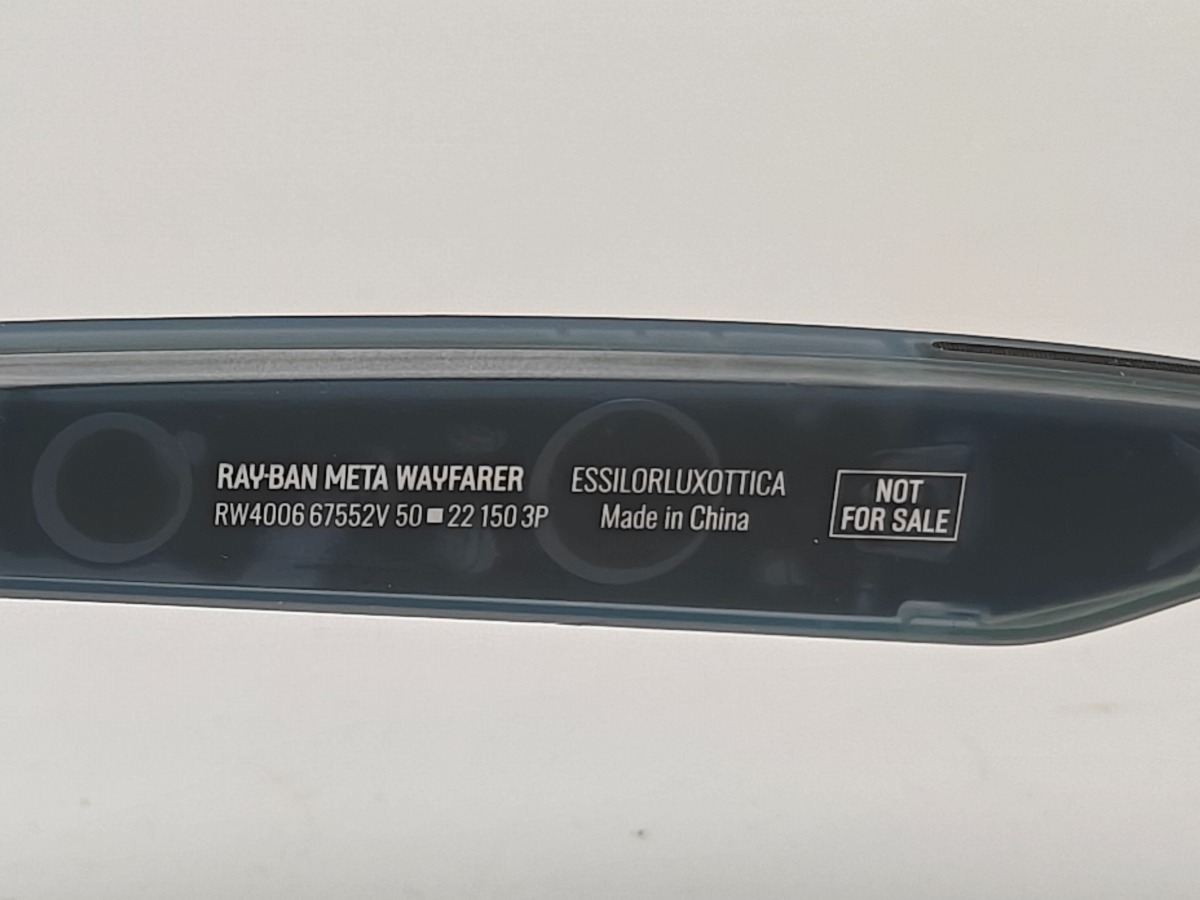 RAY-BAN META WAYFARER
RW4006 67552V 50■22 150 3P
ESSILORLUXOTTICA
Made in China
NOT
FOR SALE